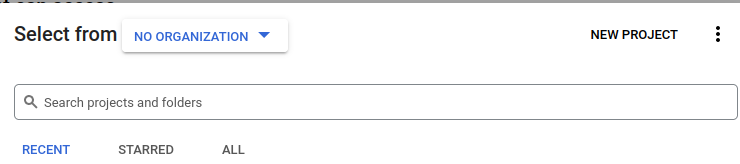 Select from NO ORGANIZATION NEW PROJECT
Search projects and folders
RECENT STARRED ALL